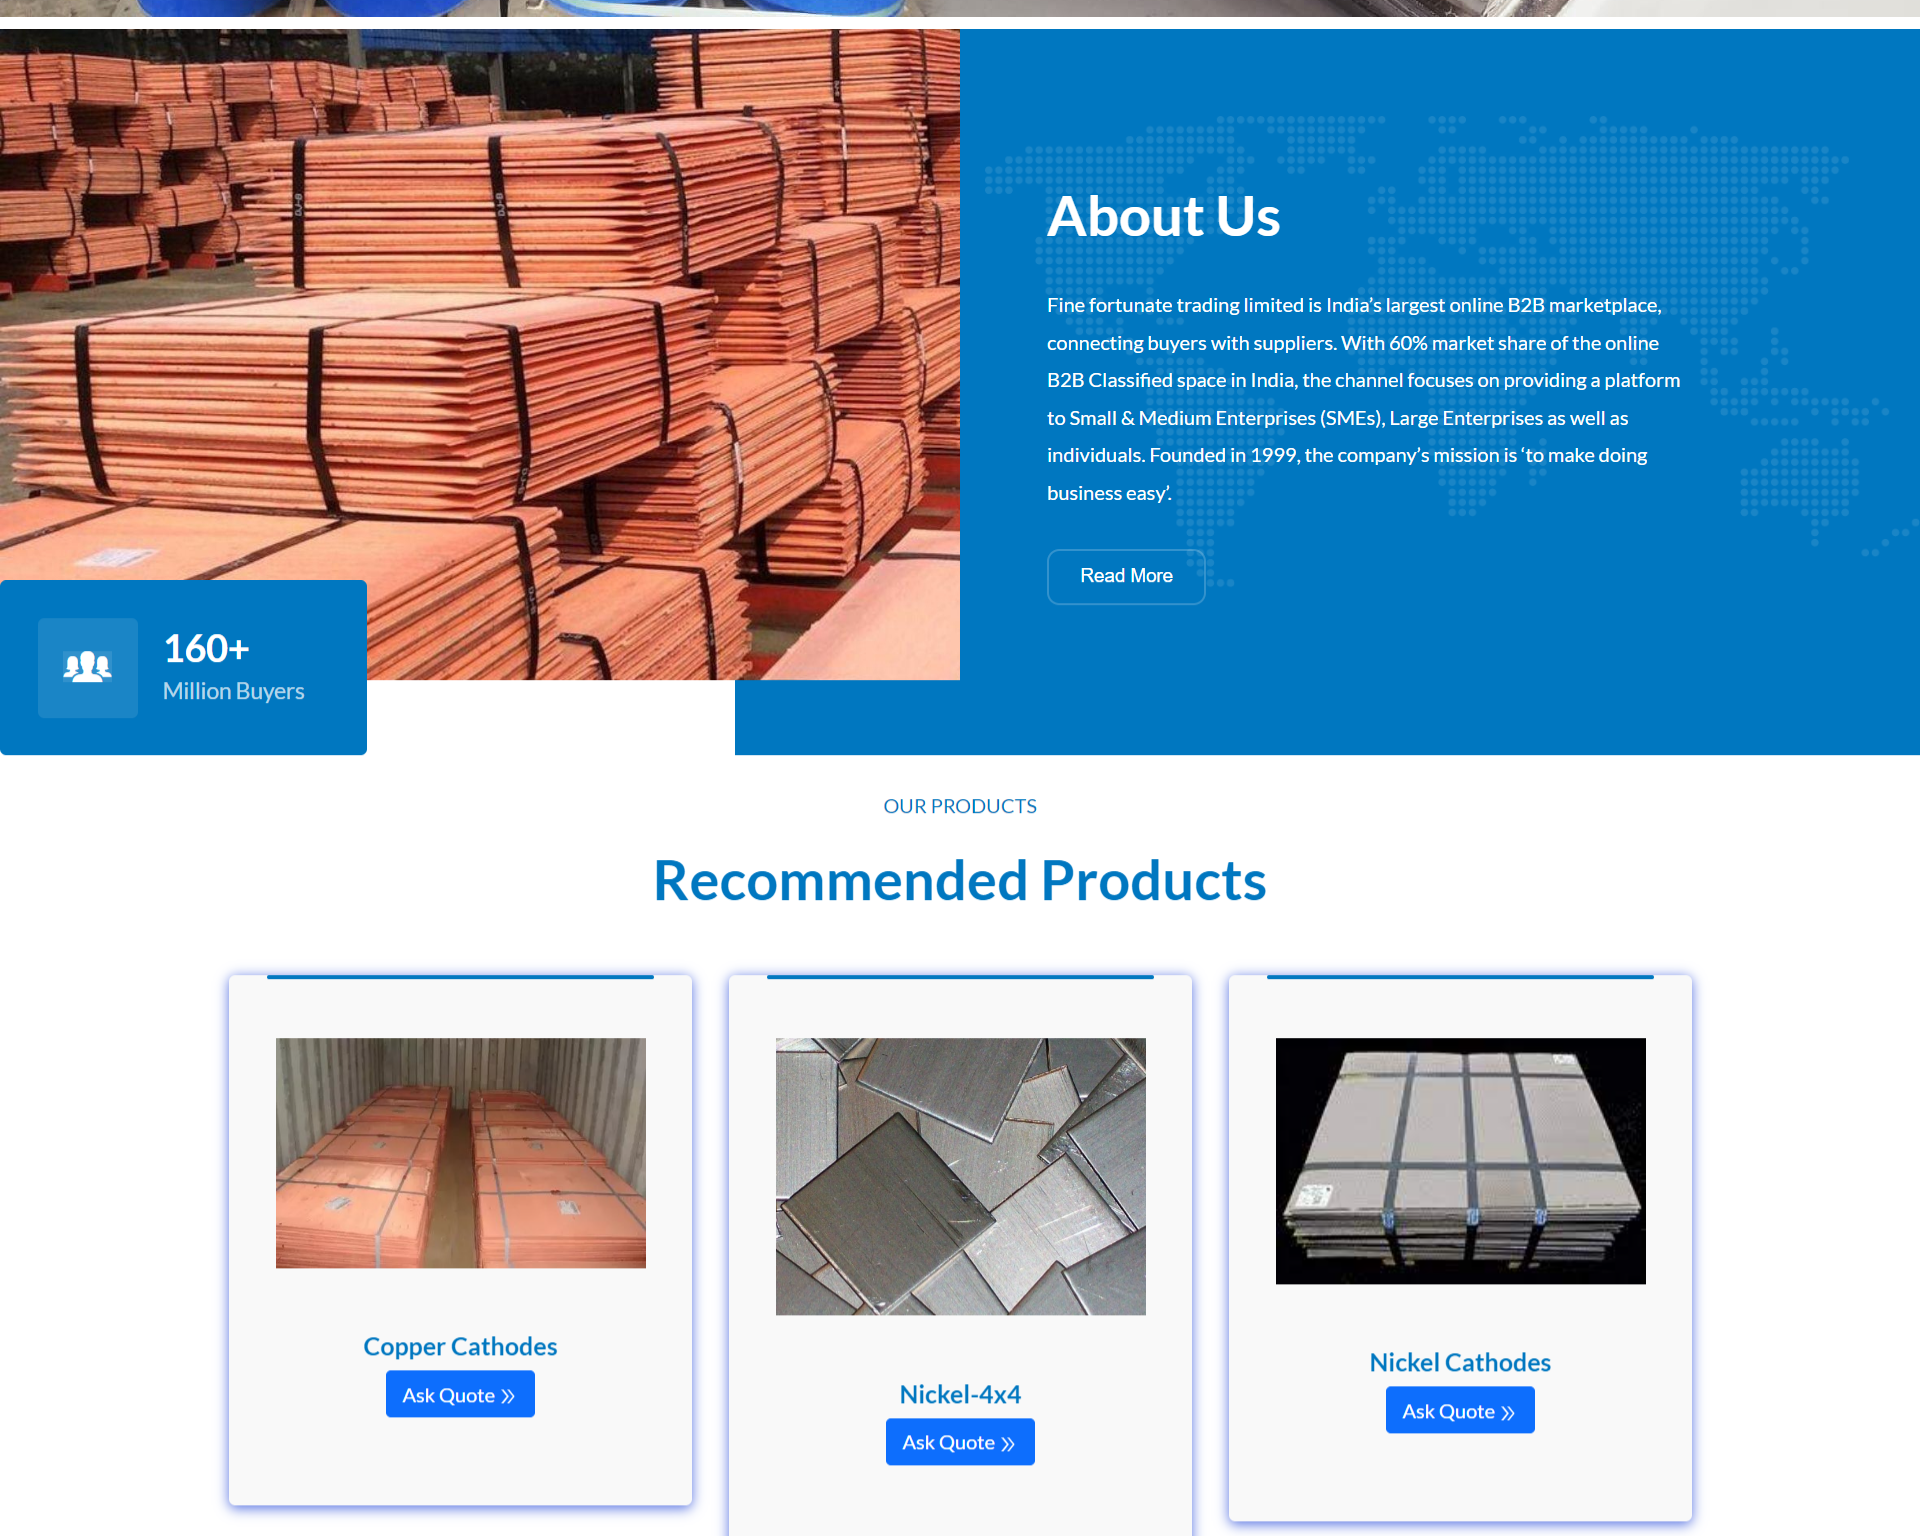 About Us
Fine fortunate trading limited is India's largest online B2B marketplace,
connecting buyers with suppliers. With 60% market share of the online
B2B Classified space in India, the channel focuses on providing a platform
to Small & Medium Enterprises (SMEs), Large Enterprises as well as
individuals. Founded in 1999, the company's mission is ‘to make doing
business easy’.
Read More
160+
Million Buyers
OUR PRODUCTS
Recommended Products
Copper Cathodes
Ask Quote »
Nickel-4x4
Ask Quote »
Nickel Cathodes
Ask Quote »